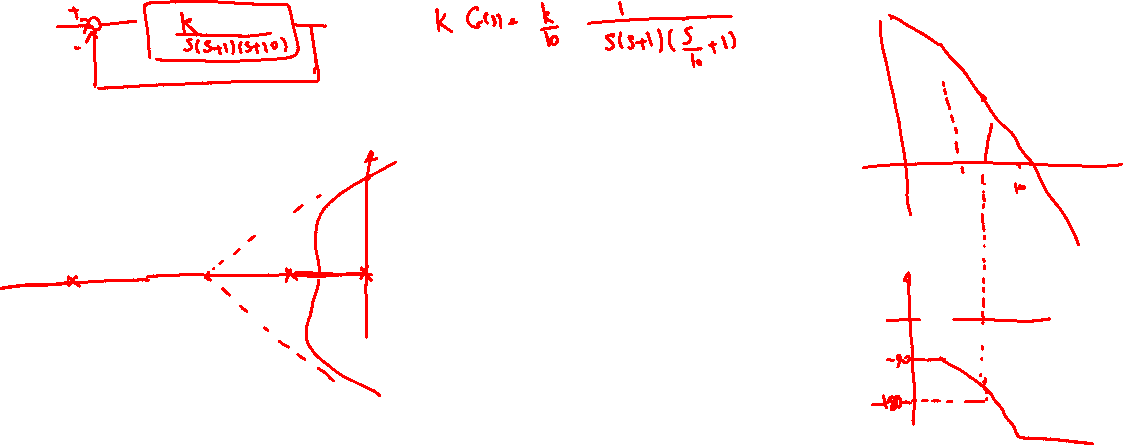 +
-
K
S(S+1)(S+10)
K G(s) = k/10 1/(S(S+1)(S/10+1))
10
-90
-180